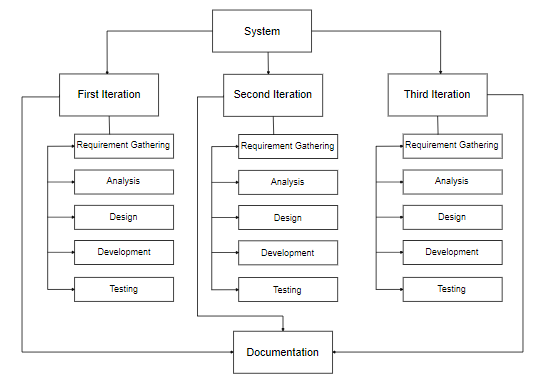 System
First Iteration
Second Iteration
Third Iteration
Requirement Gathering
Requirement Gathering
Requirement Gathering
Analysis
Analysis
Analysis
Design
Design
Design
Development
Development
Development
Testing
Testing
Testing
Documentation